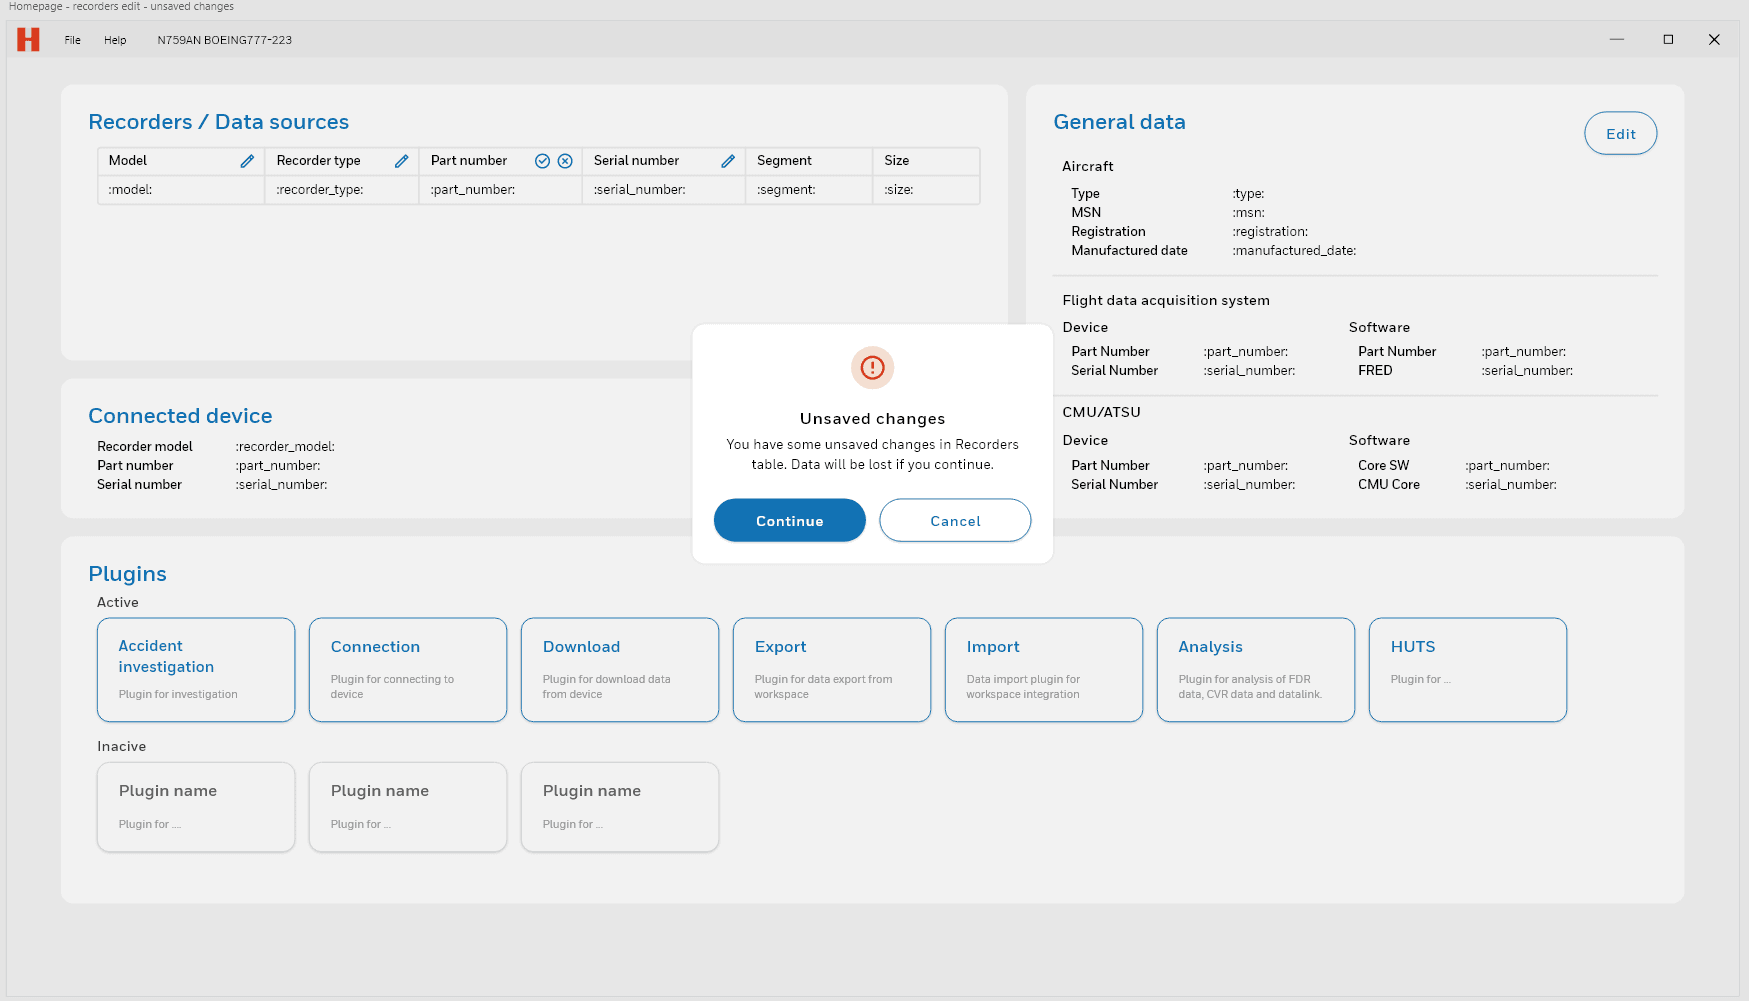 Homepage - recorders edit - unsaved changes
H File Help N759AN BOEING777-223
Recorders / Data sources
Model Recorder type Part number Serial number Segment Size
:model: :recorder_type: :part_number: :serial_number: :segment: :size:
General data
Edit
Aircraft
Type :type:
MSN :msn:
Registration :registration:
Manufactured date :manufactured_date:
Flight data acquisition system
Device Software
Part Number :part_number: Part Number :part_number:
Serial Number :serial_number: FRED :serial_number:
CMU/ATSU
Device Software
Part Number :part_number: Core SW :part_number:
Serial Number :serial_number: CMU Core :serial_number:
Connected device
Recorder model :recorder_model:
Part number :part_number:
Serial number :serial_number:
Unsaved changes
You have some unsaved changes in Recorders
table. Data will be lost if you continue.
Continue Cancel
Plugins
Active
Accident
investigation
Plugin for investigation
Connection
Plugin for connecting to
device
Download
Plugin for download data
from device
Export
Plugin for data export from
workspace
Import
Data import plugin for
workspace integration
Analysis
Plugin for analysis of FDR
data, CVR data and datalink.
HUTS
Plugin for ...
Inacive
Plugin name
Plugin for ....
Plugin name
Plugin for ...
Plugin name
Plugin for ...